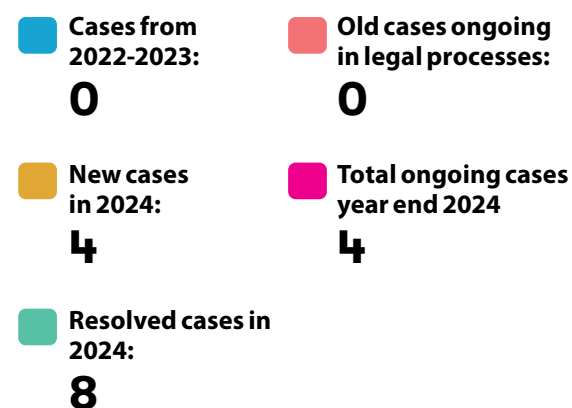 Cases from
2022-2023:
0
Old cases ongoing
in legal processes:
0
New cases
in 2024:
4
Total ongoing cases
year end 2024
4
Resolved cases in
2024:
8